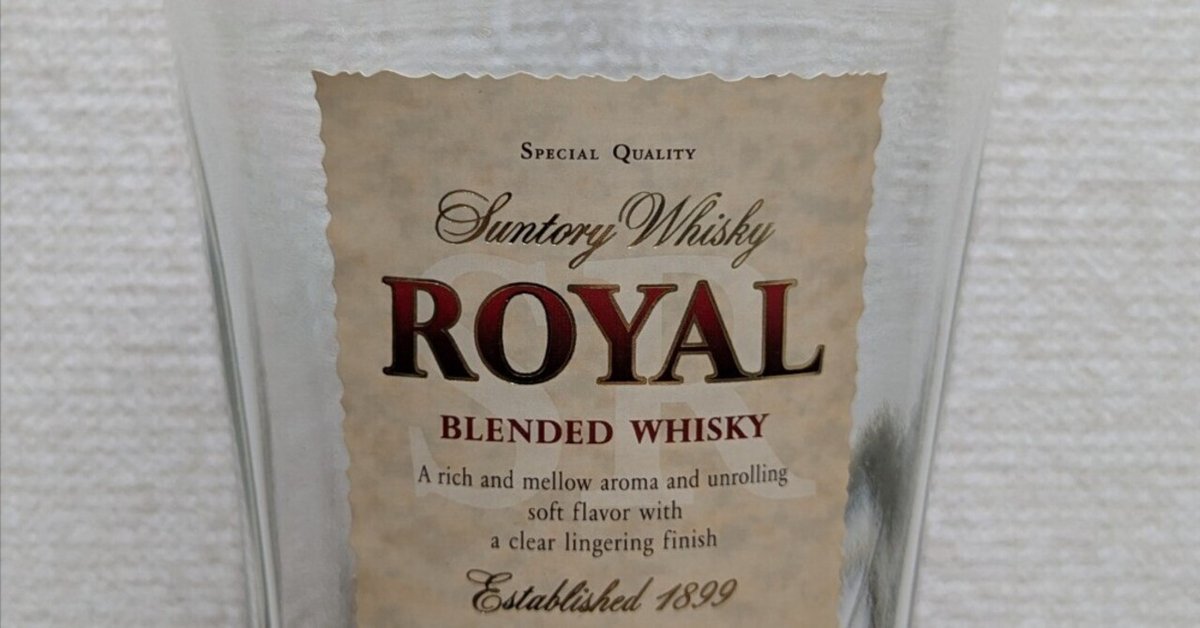 SPECIAL QUALITY
Suntory Whisky
SR
ROYAL
BLENDED WHISKY
A rich and mellow aroma and unrolling
soft flavor with
a clear lingering finish
Established 1899